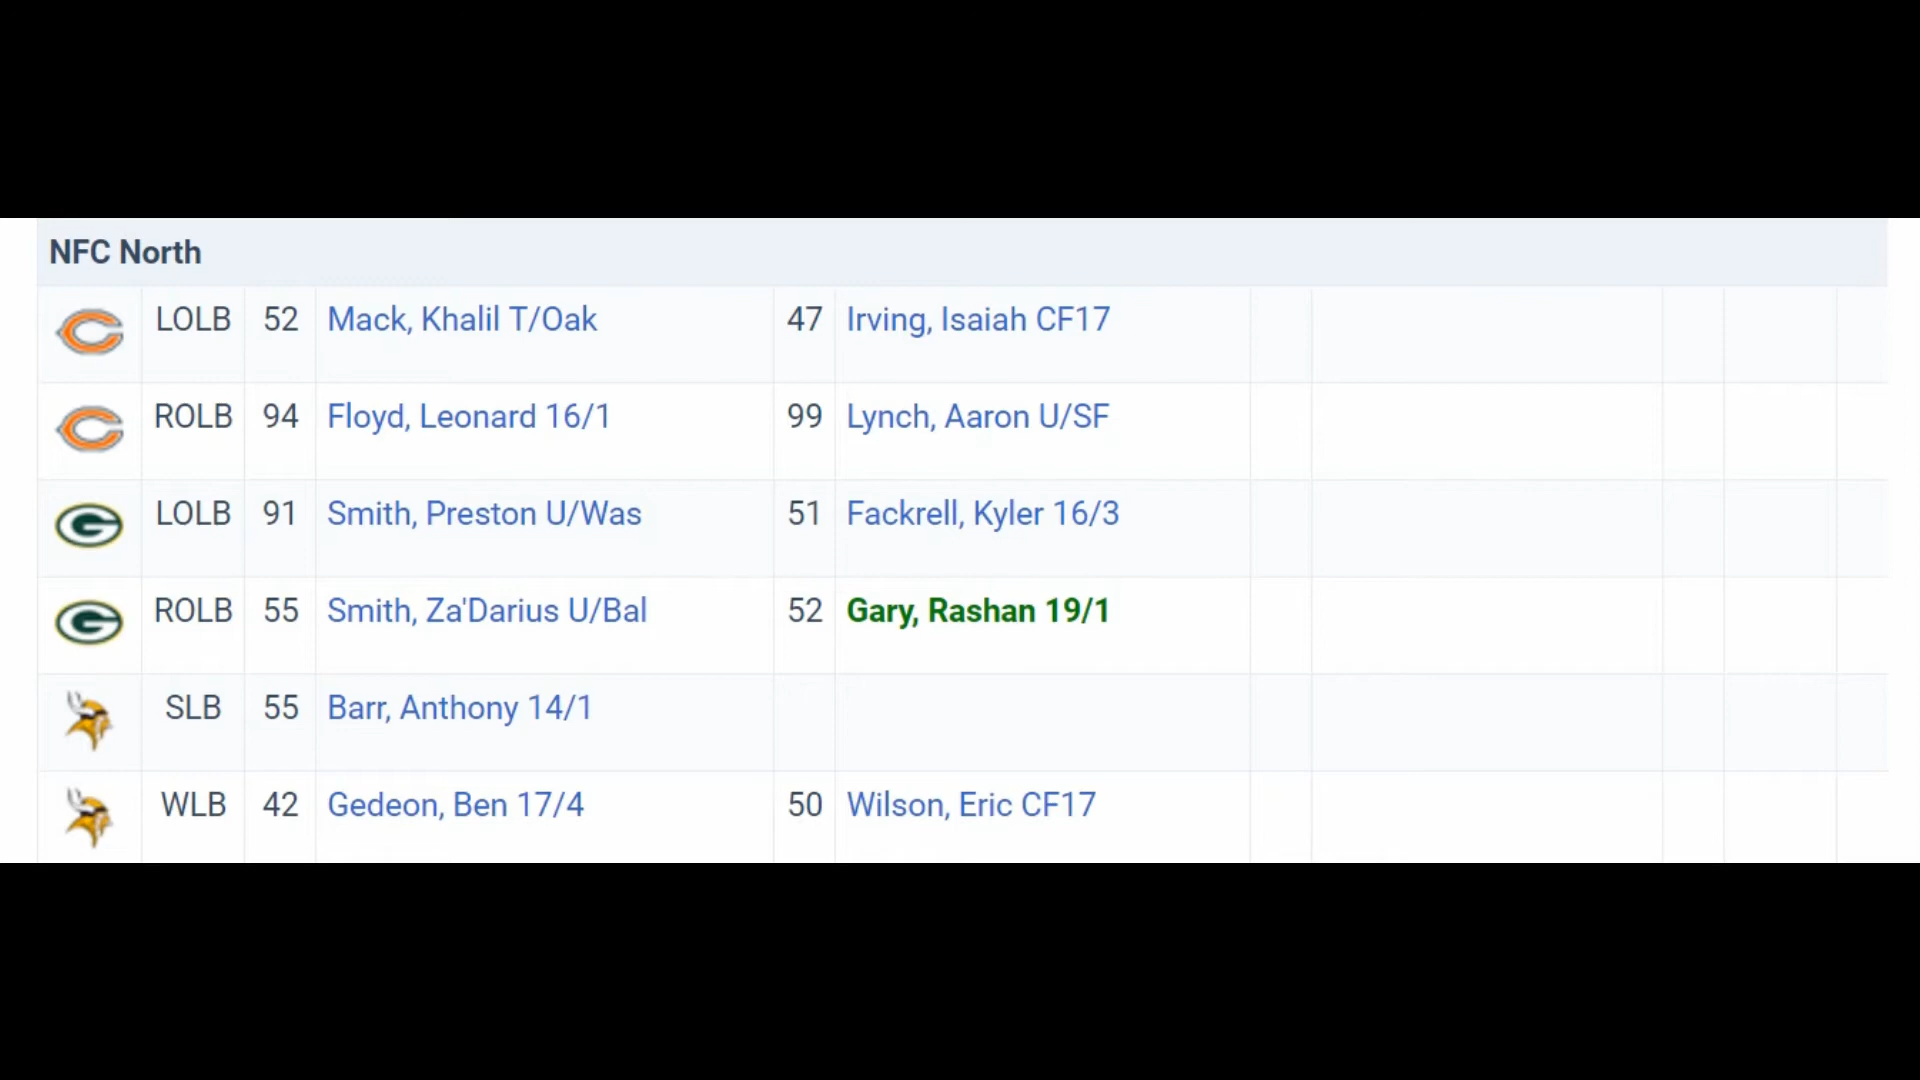 NFC North
LOLB 52 Mack, Khalil T/Oak 47 Irving, Isaiah CF17
ROLB 94 Floyd, Leonard 16/1 99 Lynch, Aaron U/SF
LOLB 91 Smith, Preston U/Was 51 Fackrell, Kyler 16/3
ROLB 55 Smith, Za'Darius U/Bal 52 Gary, Rashan 19/1
SLB 55 Barr, Anthony 14/1
WLB 42 Gedeon, Ben 17/4 50 Wilson, Eric CF17